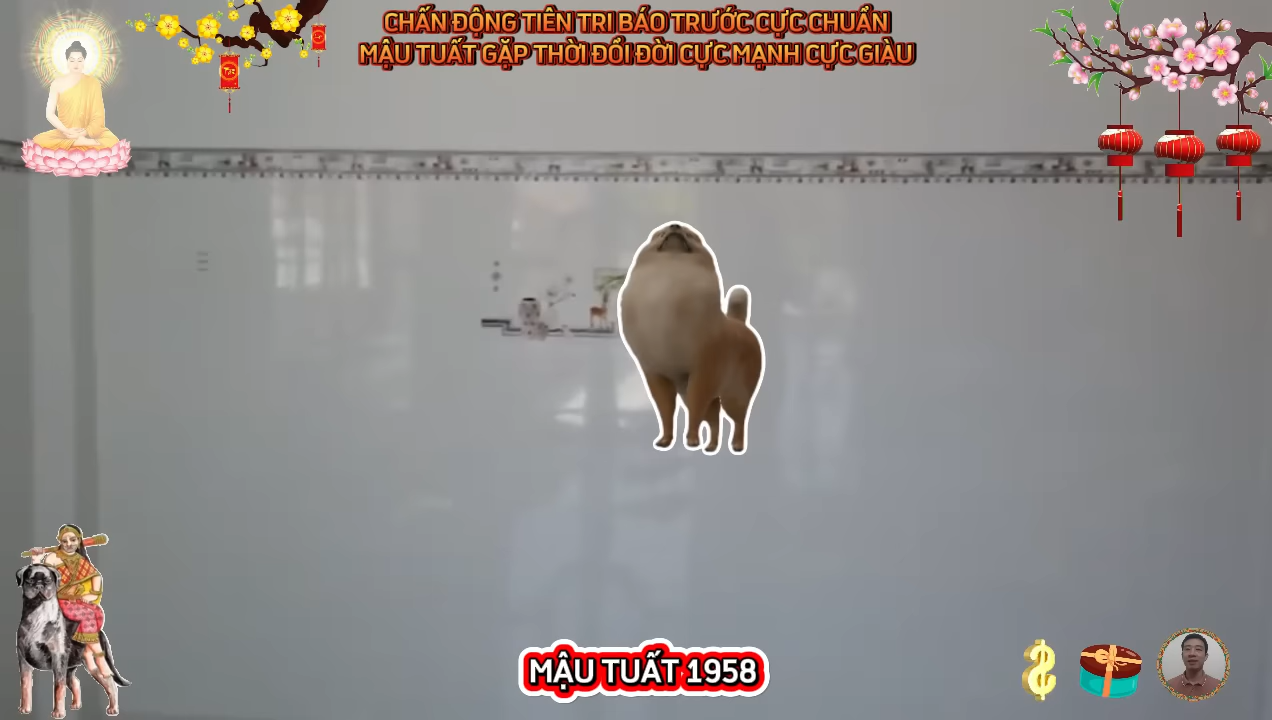 CHẤN ĐỘNG TIÊN TRI BÁO TRƯỚC CỰC CHUẨN
MẬU TUẤT GẶP THỜI ĐỔI ĐỜI CỰC MẠNH CỰC GIÀU
MẬU TUẤT 1958